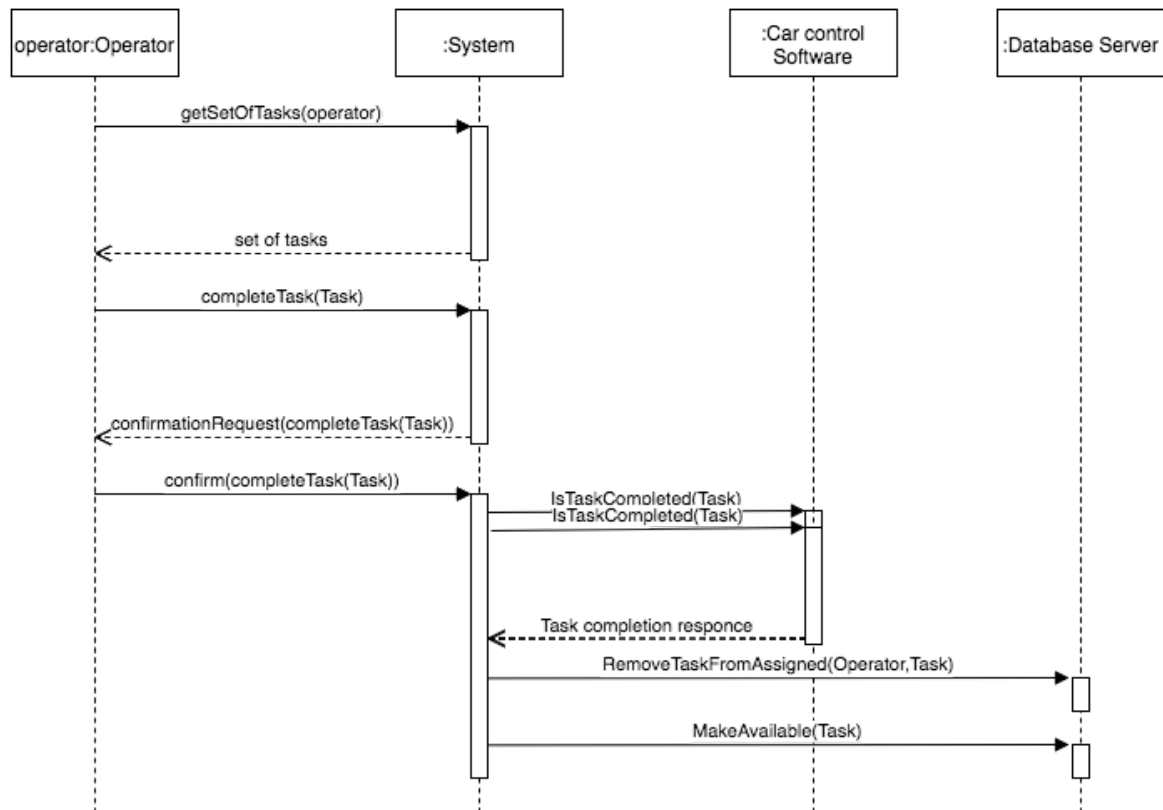 operator:Operator
:System
:Car control
Software
:Database Server
getSetOfTasks(operator)
set of tasks
completeTask(Task)
confirmationRequest(completeTask(Task))
confirm(completeTask(Task))
IsTaskCompleted(Task)
IsTaskCompleted(Task)
Task completion responce
RemoveTaskFromAssigned(Operator,Task)
MakeAvailable(Task)